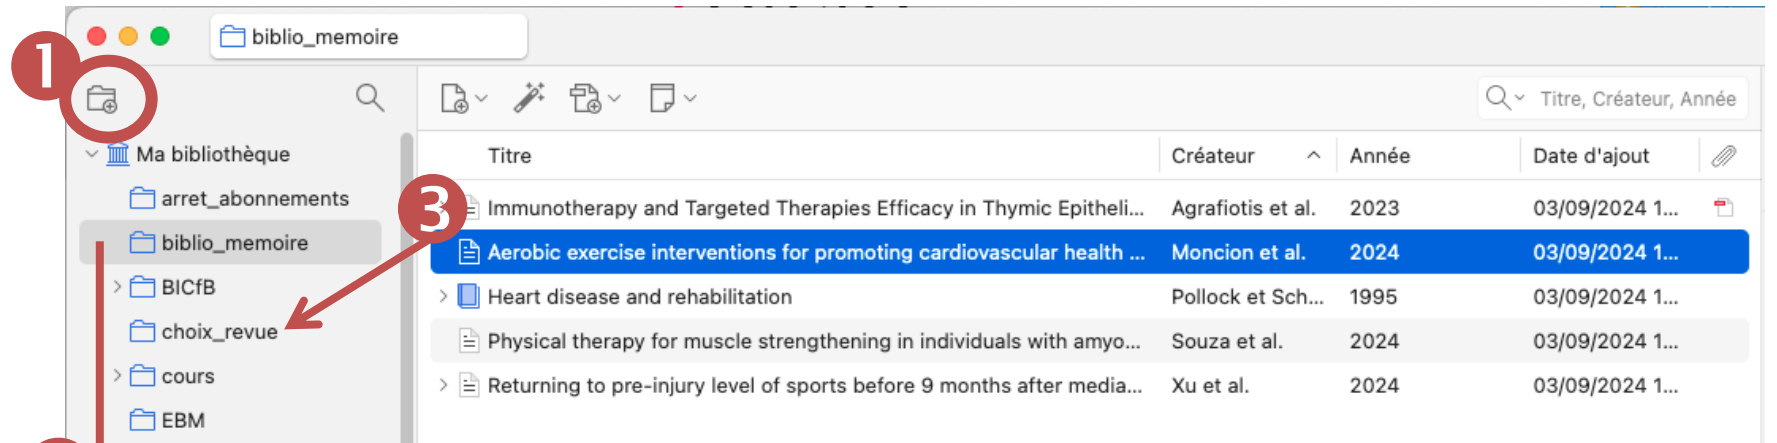 biblio_memoire
1
Titre, Créateur, Année
Ma bibliothèque
arret_abonnements
biblio_memoire
BICfB
choix_revue
cours
EBM
3
Titre Créateur Année Date d'ajout
Immunotherapy and Targeted Therapies Efficacy in Thymic Epitheli... Agrafiotis et al. 2023 03/09/2024 1...
Aerobic exercise interventions for promoting cardiovascular health ... Moncion et al. 2024 03/09/2024 1...
Heart disease and rehabilitation Pollock et Sch... 1995 03/09/2024 1...
Physical therapy for muscle strengthening in individuals with amyo... Souza et al. 2024 03/09/2024 1...
Returning to pre-injury level of sports before 9 months after media... Xu et al. 2024 03/09/2024 1...